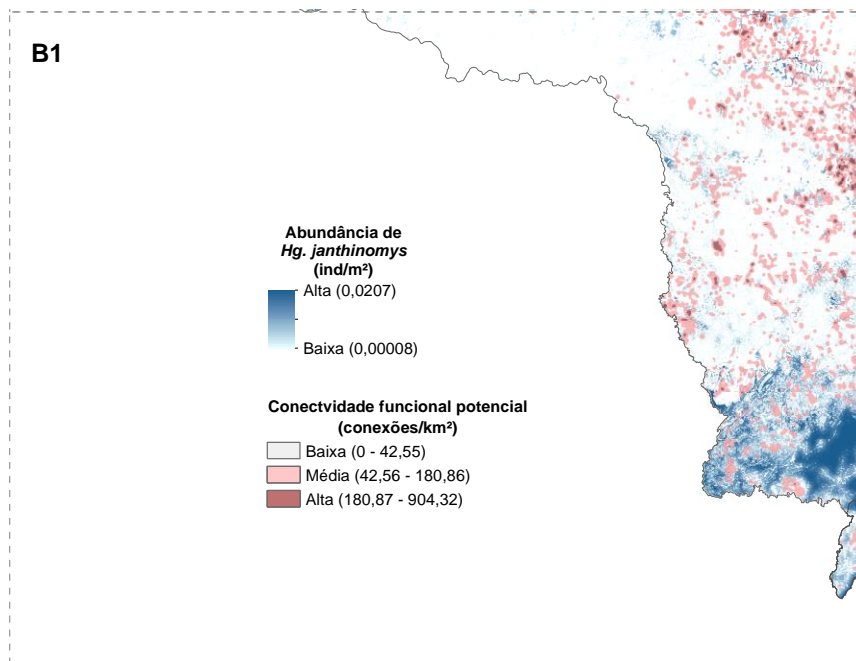 B1
Abundância de
Hg. janthinomys
(ind/m²)
Alta (0,0207)
Baixa (0,00008)
Conectvidade funcional potencial
(conexões/km²)
Baixa (0 - 42,55)
Média (42,56 - 180,86)
Alta (180,87 - 904,32)